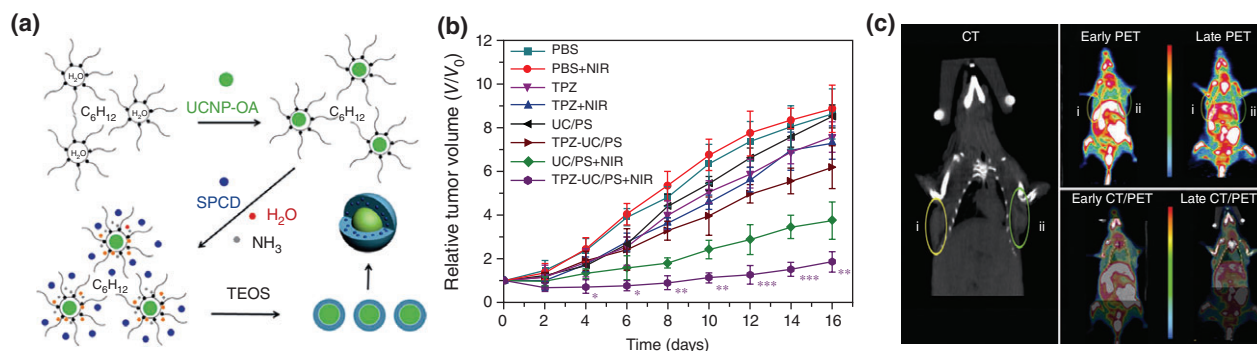 (a)
H₂O
C₆H₁₂
H₂O
H₂O
UCNP-OA
C₆H₁₂
SPCD
H₂O
NH₃
C₆H₁₂
TEOS
(b)
Relative tumor volume (V/V₀)
12
10
8
6
4
2
0
PBS
PBS+NIR
TPZ
TPZ+NIR
UC/PS
TPZ-UC/PS
UC/PS+NIR
TPZ-UC/PS+NIR
* * ** ** *** *** **
0 2 4 6 8 10 12 14 16
Time (days)
(c)
CT
i ii
Early PET
i ii
Late PET
i ii
Early CT/PET
Late CT/PET